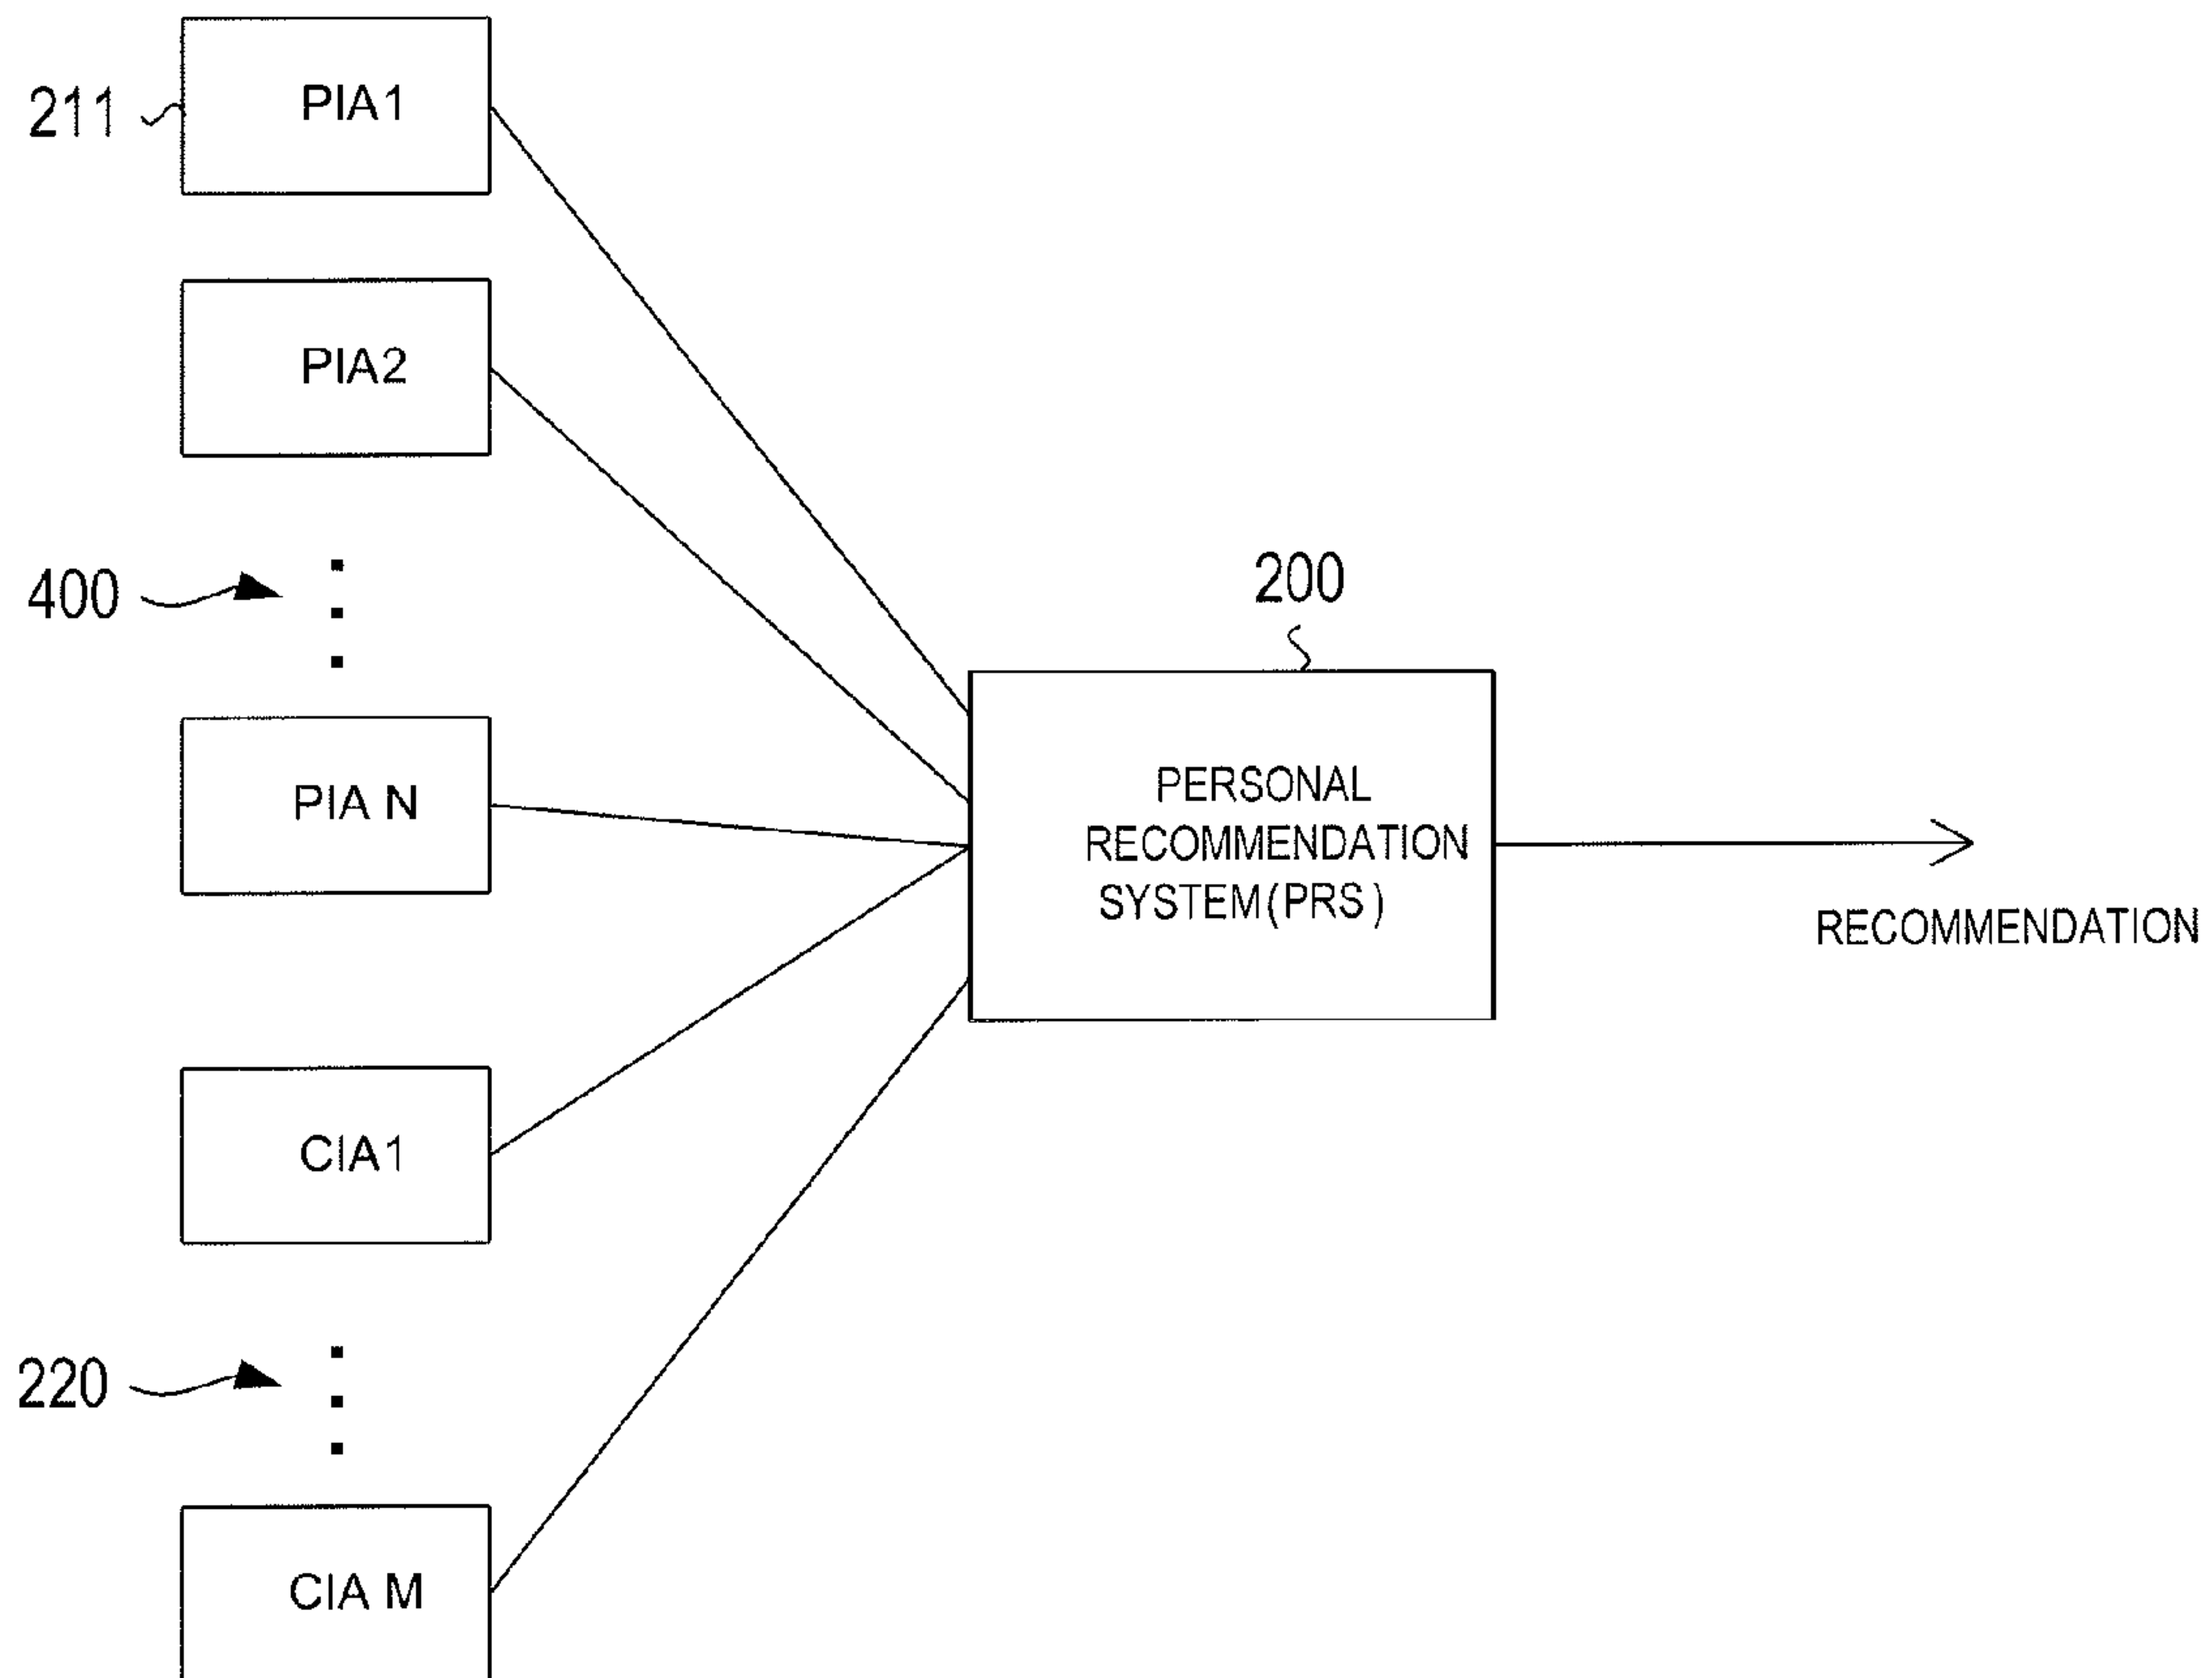 211
PIA1
PIA2
400
PIA N
200
PERSONAL
RECOMMENDATION
SYSTEM(PRS)
RECOMMENDATION
CIA1
220
CIA M